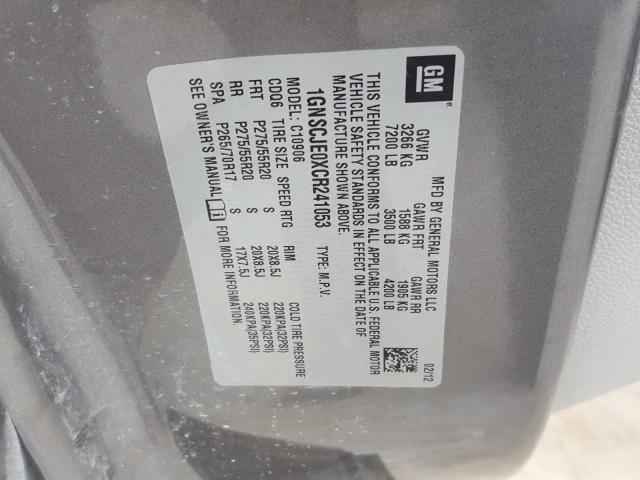 GM
MFD BY GENERAL MOTORS LLC 02/12
GVWR GAWR FRT GAWR RR
3266 KG 1588 KG 1905 KG
7200 LB 3500 LB 4200 LB
THIS VEHICLE CONFORMS TO ALL APPLICABLE U.S. FEDERAL MOTOR
VEHICLE SAFETY STANDARDS IN EFFECT ON THE DATE OF
MANUFACTURE SHOWN ABOVE.
1GNSCJE0XCR241053 TYPE: M.P.V.
MODEL: C10906
CDQ6 TIRE SIZE SPEED RTG RIM COLD TIRE PRESSURE
FRT P275/55R20 S 20X8.5J 220KPA(32PSI)
RR P275/55R20 S 20X8.5J 220KPA(32PSI)
SPA P265/70R17 S 17X7.5J 240KPA(35PSI)
SEE OWNER'S MANUAL FOR MORE INFORMATION.